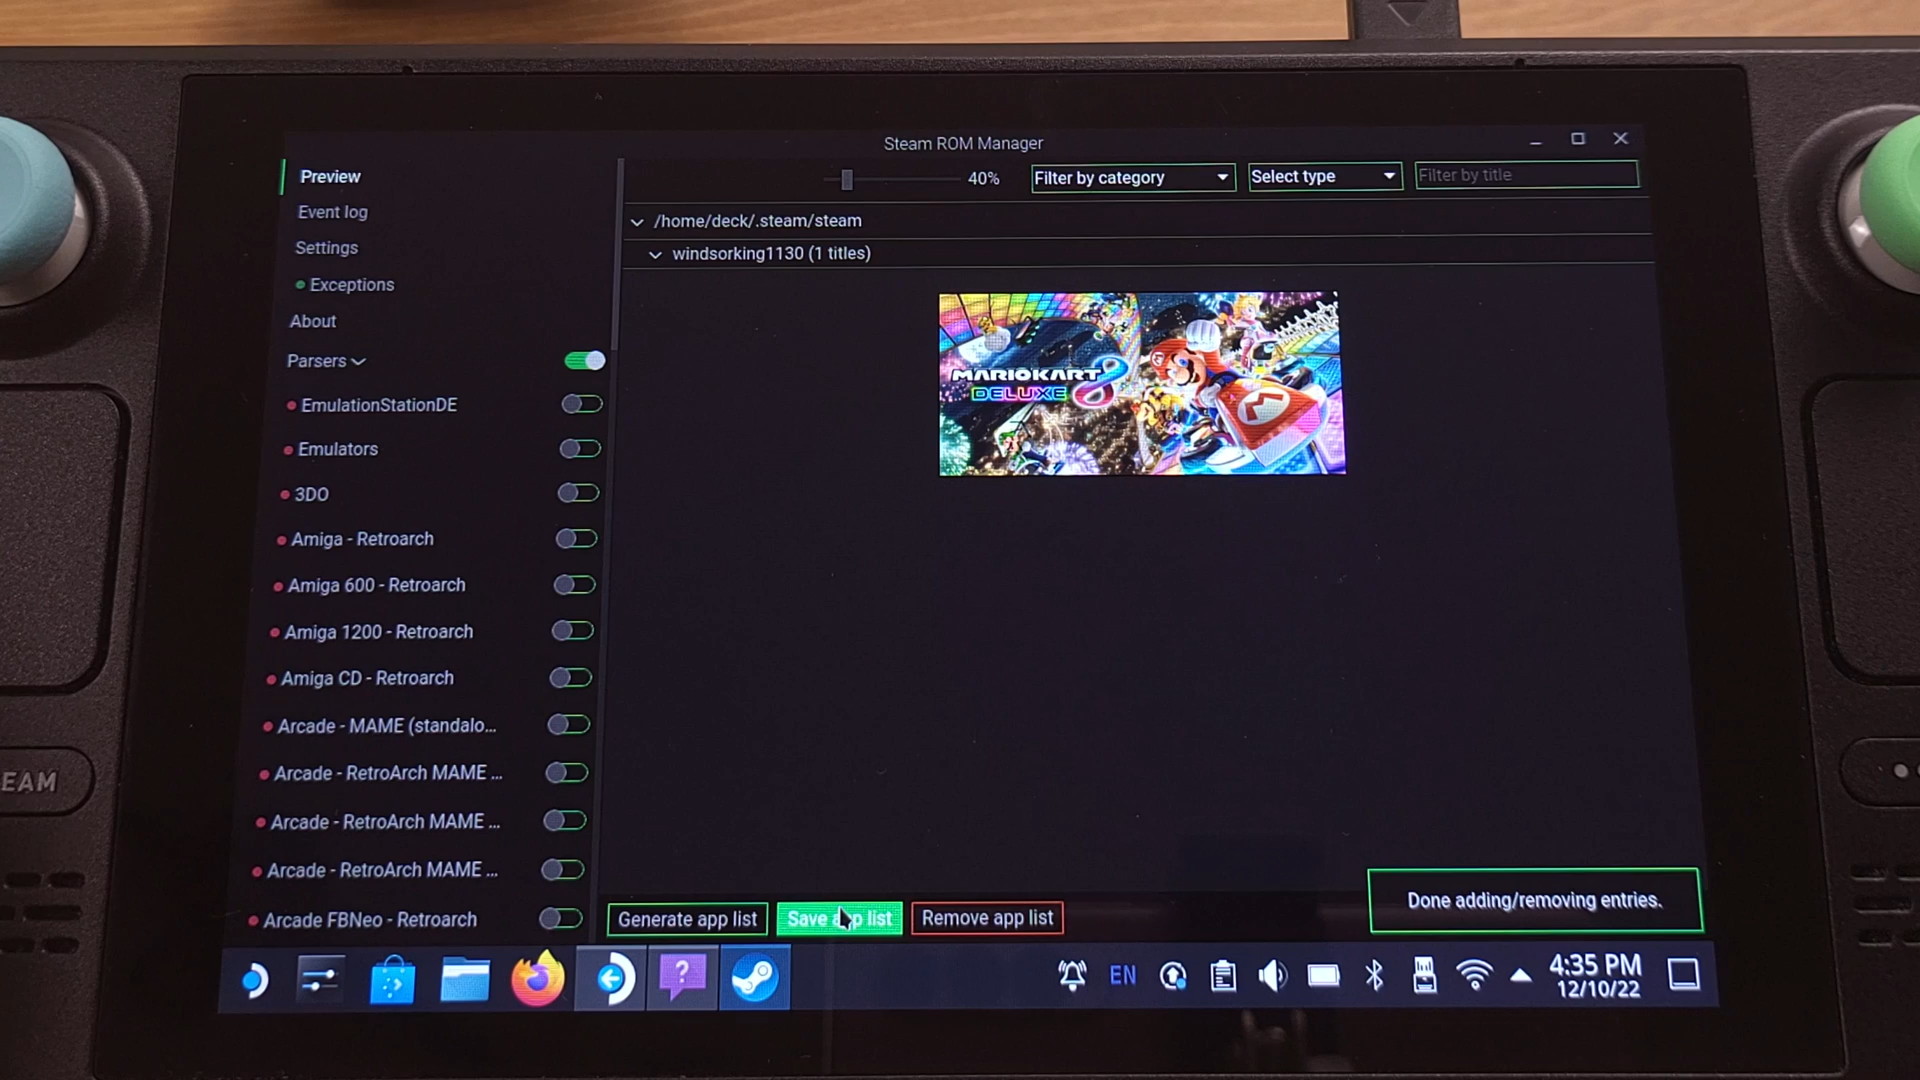 Steam ROM Manager
Preview
Event log
Settings
Exceptions
About
Parsers
EmulationStationDE
Emulators
3DO
Amiga - Retroarch
Amiga 600 - Retroarch
Amiga 1200 - Retroarch
Amiga CD - Retroarch
Arcade - MAME (standalo...
Arcade - RetroArch MAME ...
Arcade - RetroArch MAME ...
Arcade - RetroArch MAME ...
Arcade FBNeo - Retroarch
40%
Filter by category
Select type
Filter by title
/home/deck/.steam/steam
windsorking1130 (1 titles)
MARIOKART 8
DELUXE
Generate app list
Save app list
Remove app list
Done adding/removing entries.
EN
4:35 PM
12/10/22
EAM